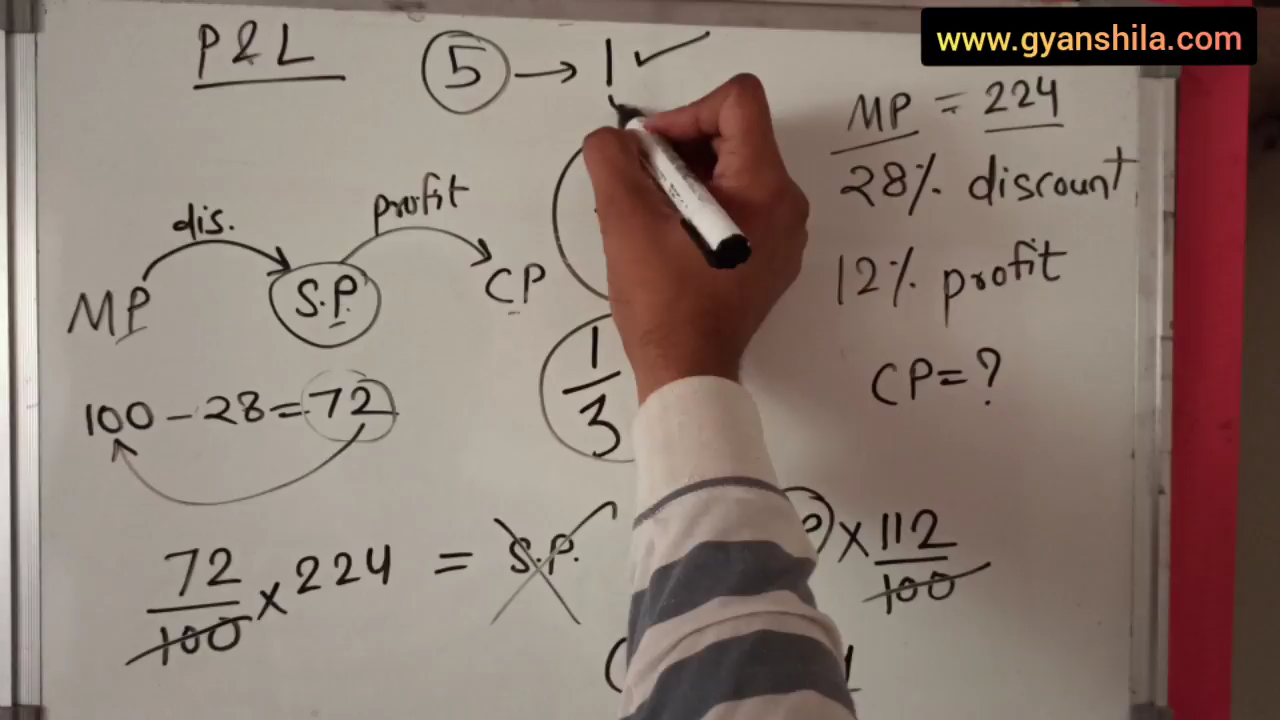 www.gyanshila.com
P & L
5 → 1 ✓
MP = 224
28% discount
dis.
profit
MP
S.P.
CP
12% profit
1
3
CP = ?
100 - 28 = 72
72
100
× 224 = S.P.
× 112
100